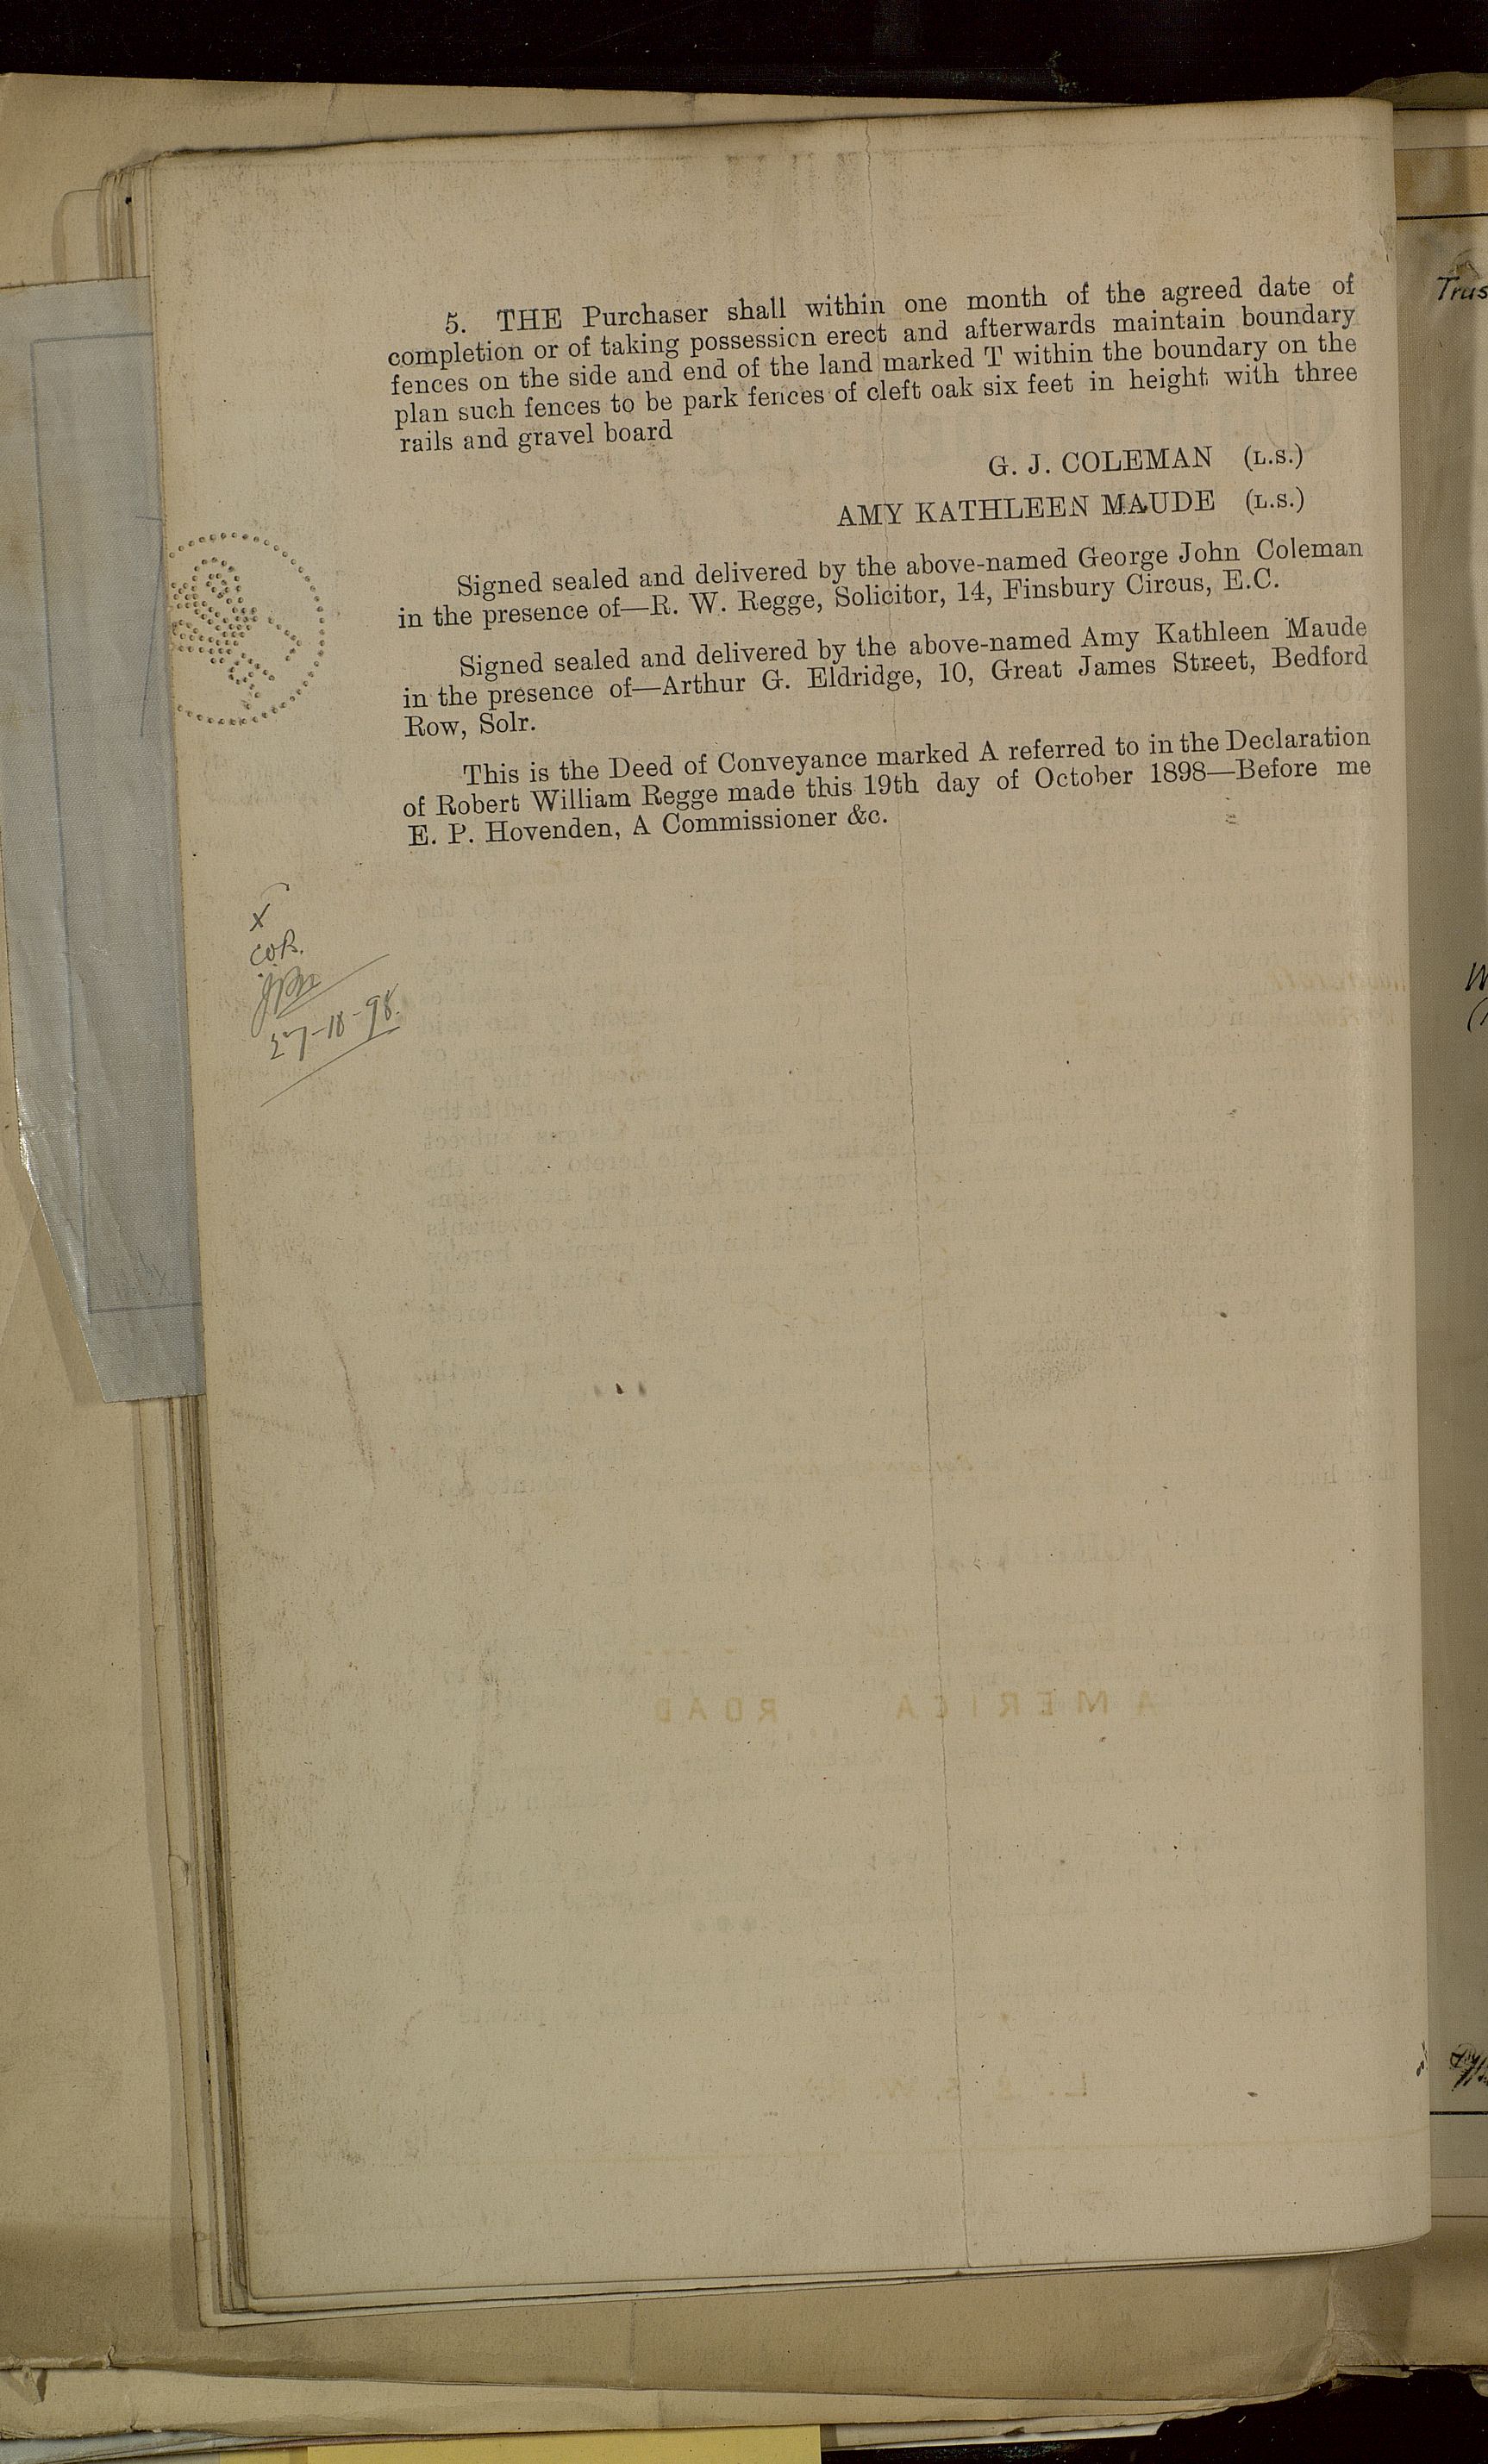 5. THE Purchaser shall within one month of the agreed date of
completion or of taking possession erect and afterwards maintain boundary
fences on the side and end of the land marked T within the boundary on the
plan such fences to be park fences of cleft oak six feet in height with three
rails and gravel board
G. J. COLEMAN (L.S.)
AMY KATHLEEN MAUDE (L.S.)
Signed sealed and delivered by the above-named George John Coleman
in the presence of—R. W. Regge, Solicitor, 14, Finsbury Circus, E.C.
Signed sealed and delivered by the above-named Amy Kathleen Maude
in the presence of—Arthur G. Eldridge, 10, Great James Street, Bedford
Row, Solr.
This is the Deed of Conveyance marked A referred to in the Declaration
of Robert William Regge made this 19th day of October 1898—Before me
E. P. Hovenden, A Commissioner &c.
X
27-10-98.
AMERICA ROAD
Trus